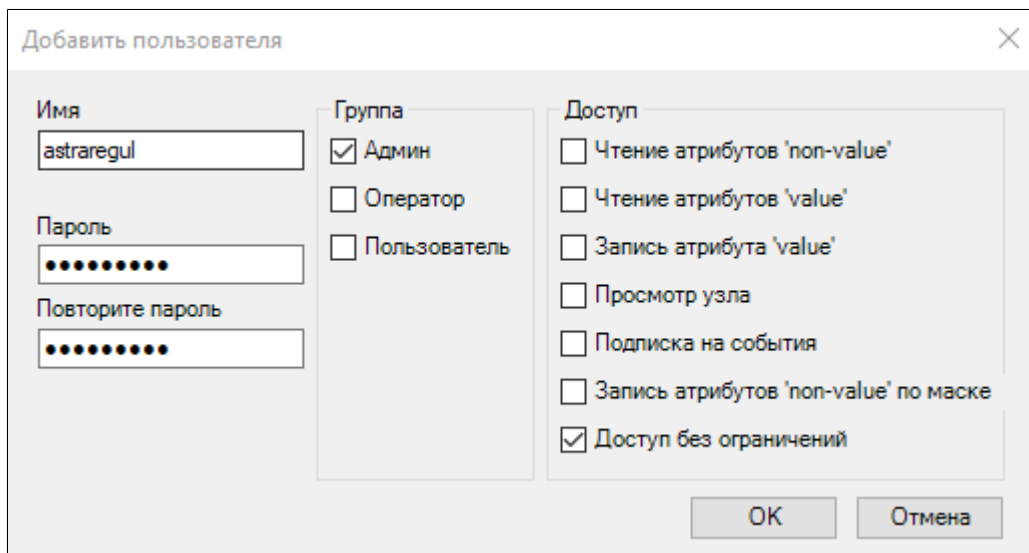 Добавить пользователя
Имя
astraregul
Пароль
●●●●●●●●●
Повторите пароль
●●●●●●●●●
Группа
Админ
Оператор
Пользователь
Доступ
Чтение атрибутов 'non-value'
Чтение атрибутов 'value'
Запись атрибута 'value'
Просмотр узла
Подписка на события
Запись атрибутов 'non-value' по маске
Доступ без ограничений
OK
Отмена